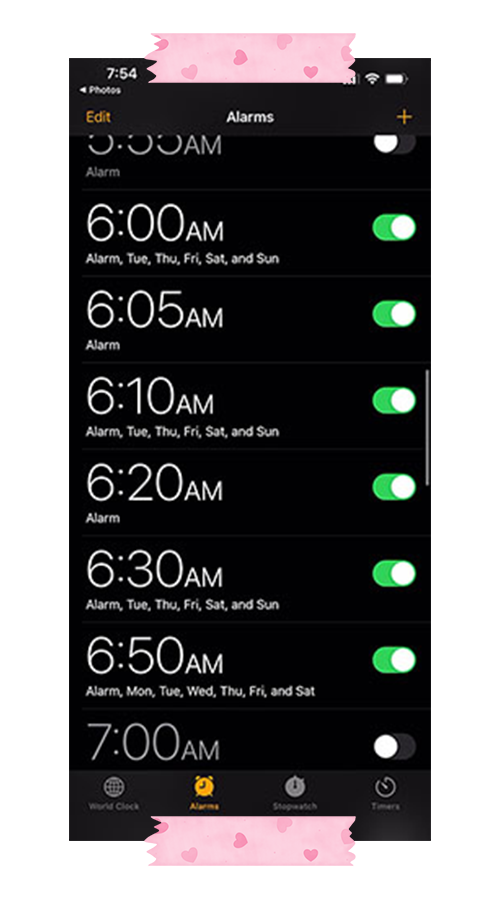 7:54
Photos
Edit
Alarms
5:55AM
Alarm
6:00AM
Alarm, Tue, Thu, Fri, Sat, and Sun
6:05AM
Alarm
6:10AM
Alarm, Tue, Thu, Fri, Sat, and Sun
6:20AM
Alarm
6:30AM
Alarm, Tue, Thu, Fri, Sat, and Sun
6:50AM
Alarm, Mon, Tue, Wed, Thu, Fri, and Sat
7:00AM
World Clock
Alarms
Stopwatch
Timers